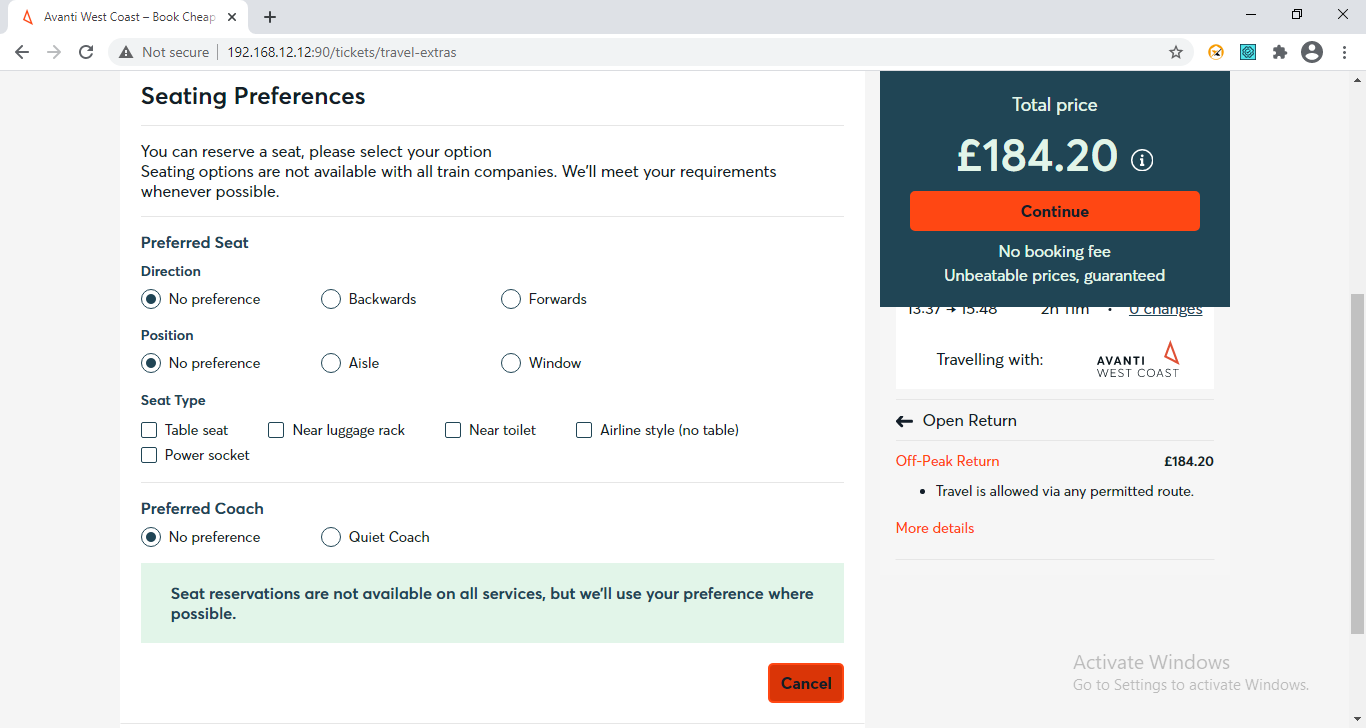 Avanti West Coast – Book Cheap
Not secure
192.168.12.12:90/tickets/travel-extras
Seating Preferences
You can reserve a seat, please select your option
Seating options are not available with all train companies. We'll meet your requirements
whenever possible.
Preferred Seat
Direction
No preference Backwards Forwards
Position
No preference Aisle Window
Seat Type
Table seat Near luggage rack Near toilet Airline style (no table)
Power socket
Preferred Coach
No preference Quiet Coach
Seat reservations are not available on all services, but we'll use your preference where
possible.
Cancel
Total price
£184.20
Continue
No booking fee
Unbeatable prices, guaranteed
13:37 → 15:48 2h 11m • 0 changes
Travelling with:
AVANTI
WEST COAST
← Open Return
Off-Peak Return £184.20
• Travel is allowed via any permitted route.
More details
Activate Windows
Go to Settings to activate Windows.